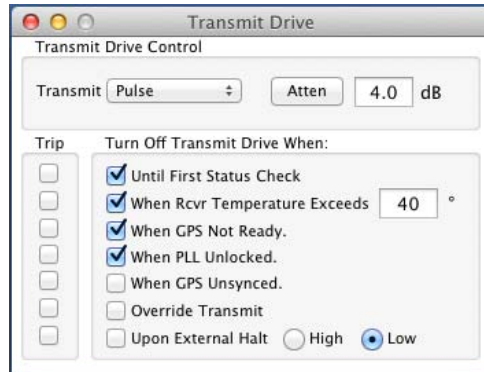 Transmit Drive
Transmit Drive Control
Transmit Pulse Atten 4.0 dB
Trip Turn Off Transmit Drive When:
Until First Status Check
When Rcvr Temperature Exceeds 40 °
When GPS Not Ready.
When PLL Unlocked.
When GPS Unsynced.
Override Transmit
Upon External Halt High Low